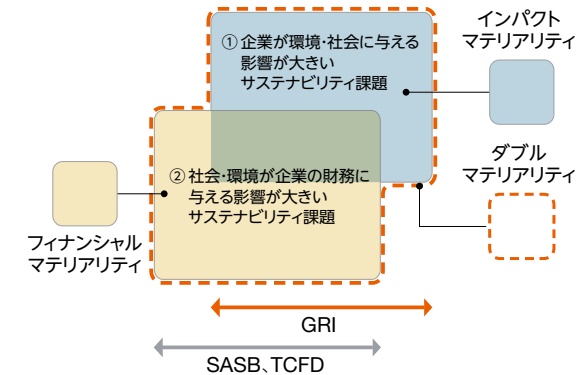 ① 企業が環境・社会に与える
影響が大きい
サステナビリティ課題
インパクト
マテリアリティ
② 社会・環境が企業の財務に
与える影響が大きい
サステナビリティ課題
ダブル
マテリアリティ
フィナンシャル
マテリアリティ
GRI
SASB、TCFD